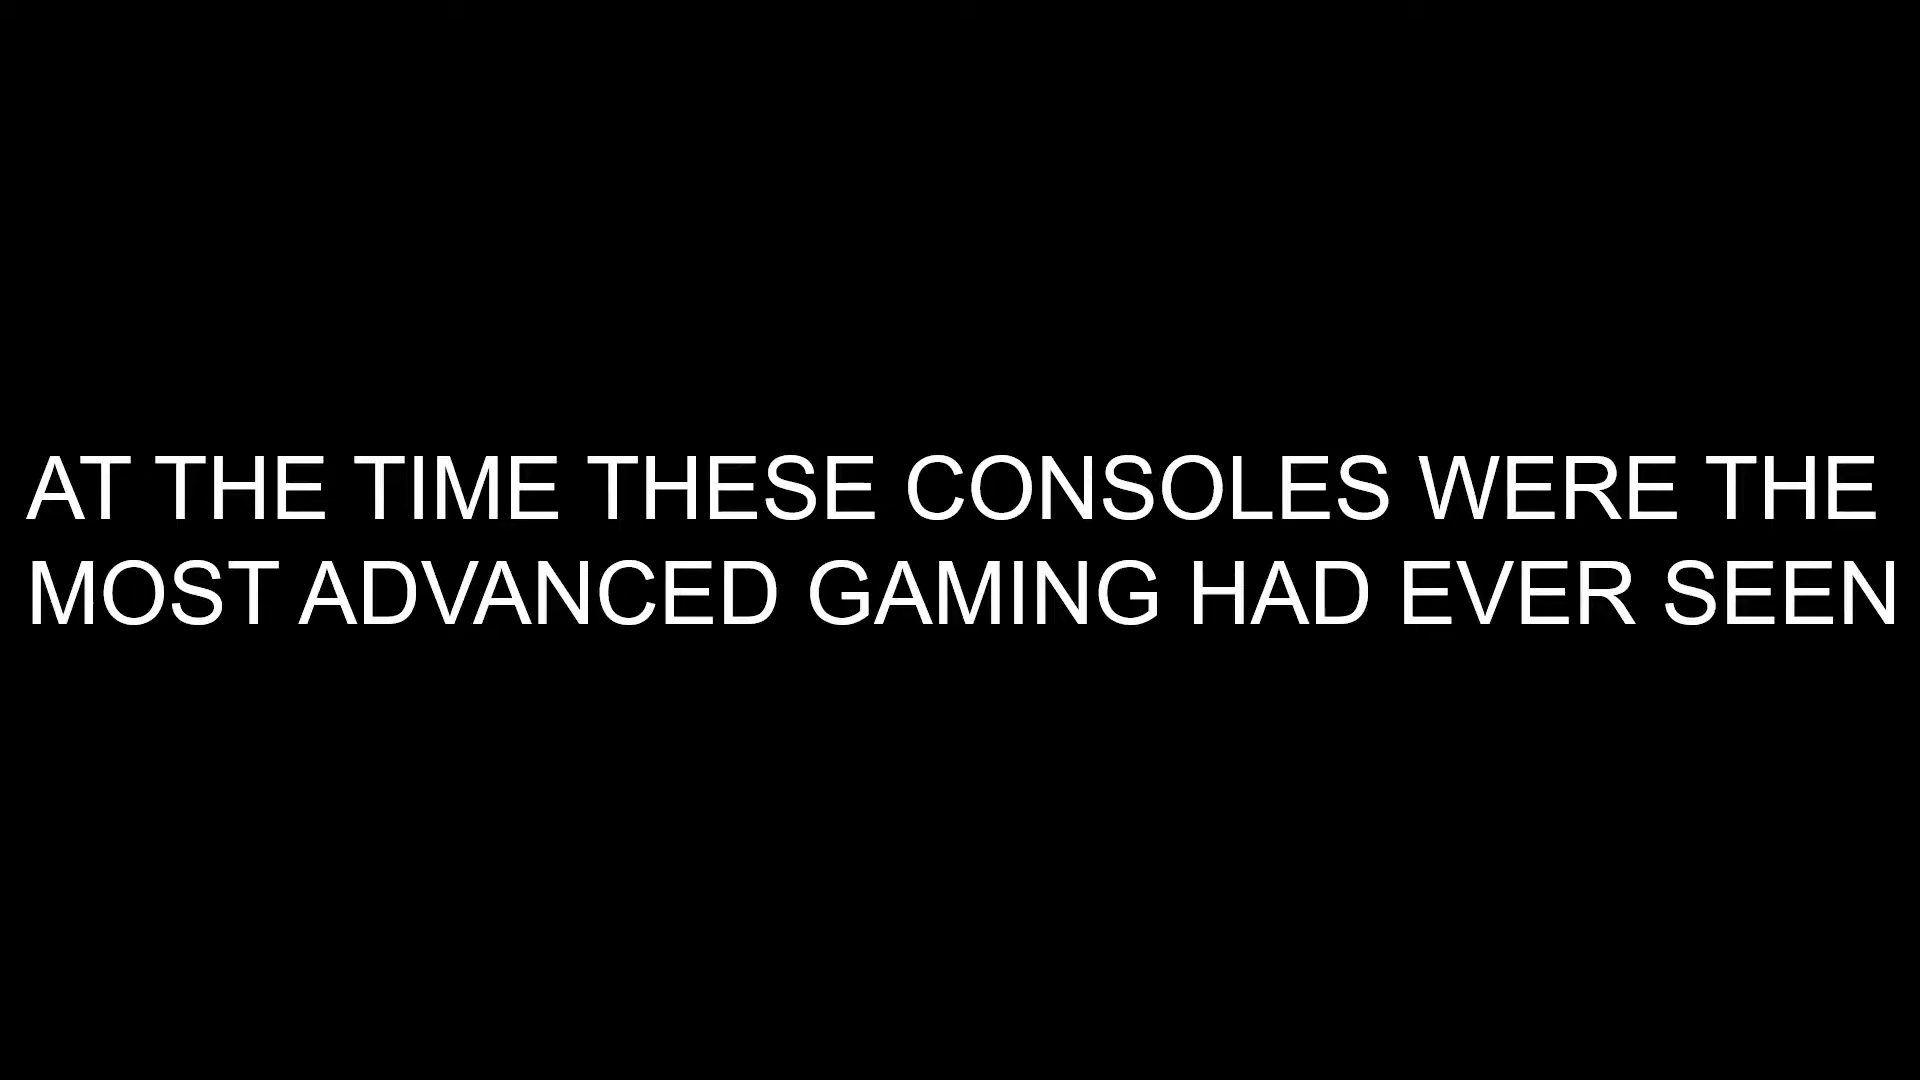 AT THE TIME THESE CONSOLES WERE THE
MOST ADVANCED GAMING HAD EVER SEEN